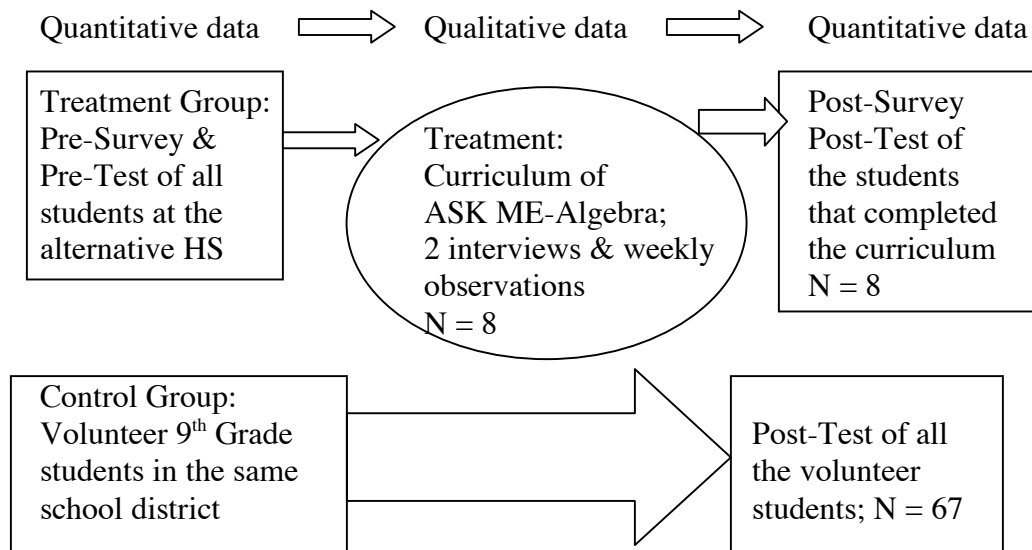 Quantitative data
Qualitative data
Quantitative data
Treatment Group:
Pre-Survey &
Pre-Test of all
students at the
alternative HS
Treatment:
Curriculum of
ASK ME-Algebra;
2 interviews & weekly
observations
N = 8
Post-Survey
Post-Test of
the students
that completed
the curriculum
N = 8
Control Group:
Volunteer 9th Grade
students in the same
school district
Post-Test of all
the volunteer
students; N = 67